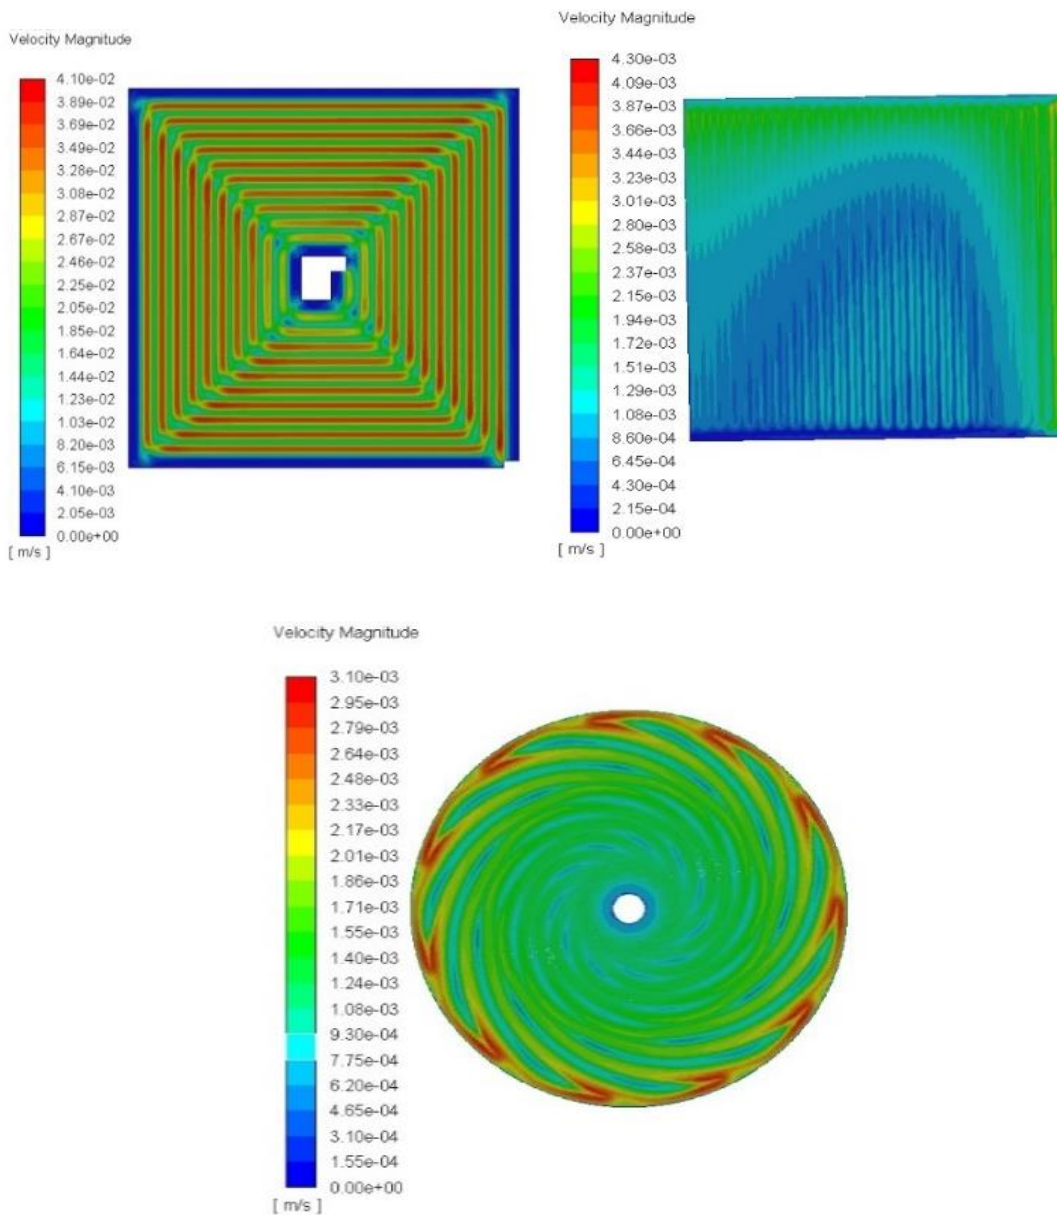 Velocity Magnitude
4.10e-02
3.89e-02
3.69e-02
3.49e-02
3.28e-02
3.08e-02
2.87e-02
2.67e-02
2.46e-02
2.25e-02
2.05e-02
1.84e-02
1.64e-02
1.44e-02
1.23e-02
1.03e-02
8.20e-03
6.15e-03
4.10e-03
2.05e-03
0.00e+00
[ m/s ]
Velocity Magnitude
4.30e-03
4.09e-03
3.87e-03
3.66e-03
3.44e-03
3.23e-03
3.01e-03
2.80e-03
2.58e-03
2.37e-03
2.15e-03
1.94e-03
1.72e-03
1.51e-03
1.29e-03
1.08e-03
8.60e-04
6.45e-04
4.30e-04
2.15e-04
0.00e+00
[ m/s ]
Velocity Magnitude
3.10e-03
2.95e-03
2.79e-03
2.64e-03
2.48e-03
2.33e-03
2.17e-03
2.01e-03
1.86e-03
1.71e-03
1.55e-03
1.40e-03
1.24e-03
1.08e-03
9.30e-04
7.75e-04
6.20e-04
4.65e-04
3.10e-04
1.55e-04
0.00e+00
[ m/s ]